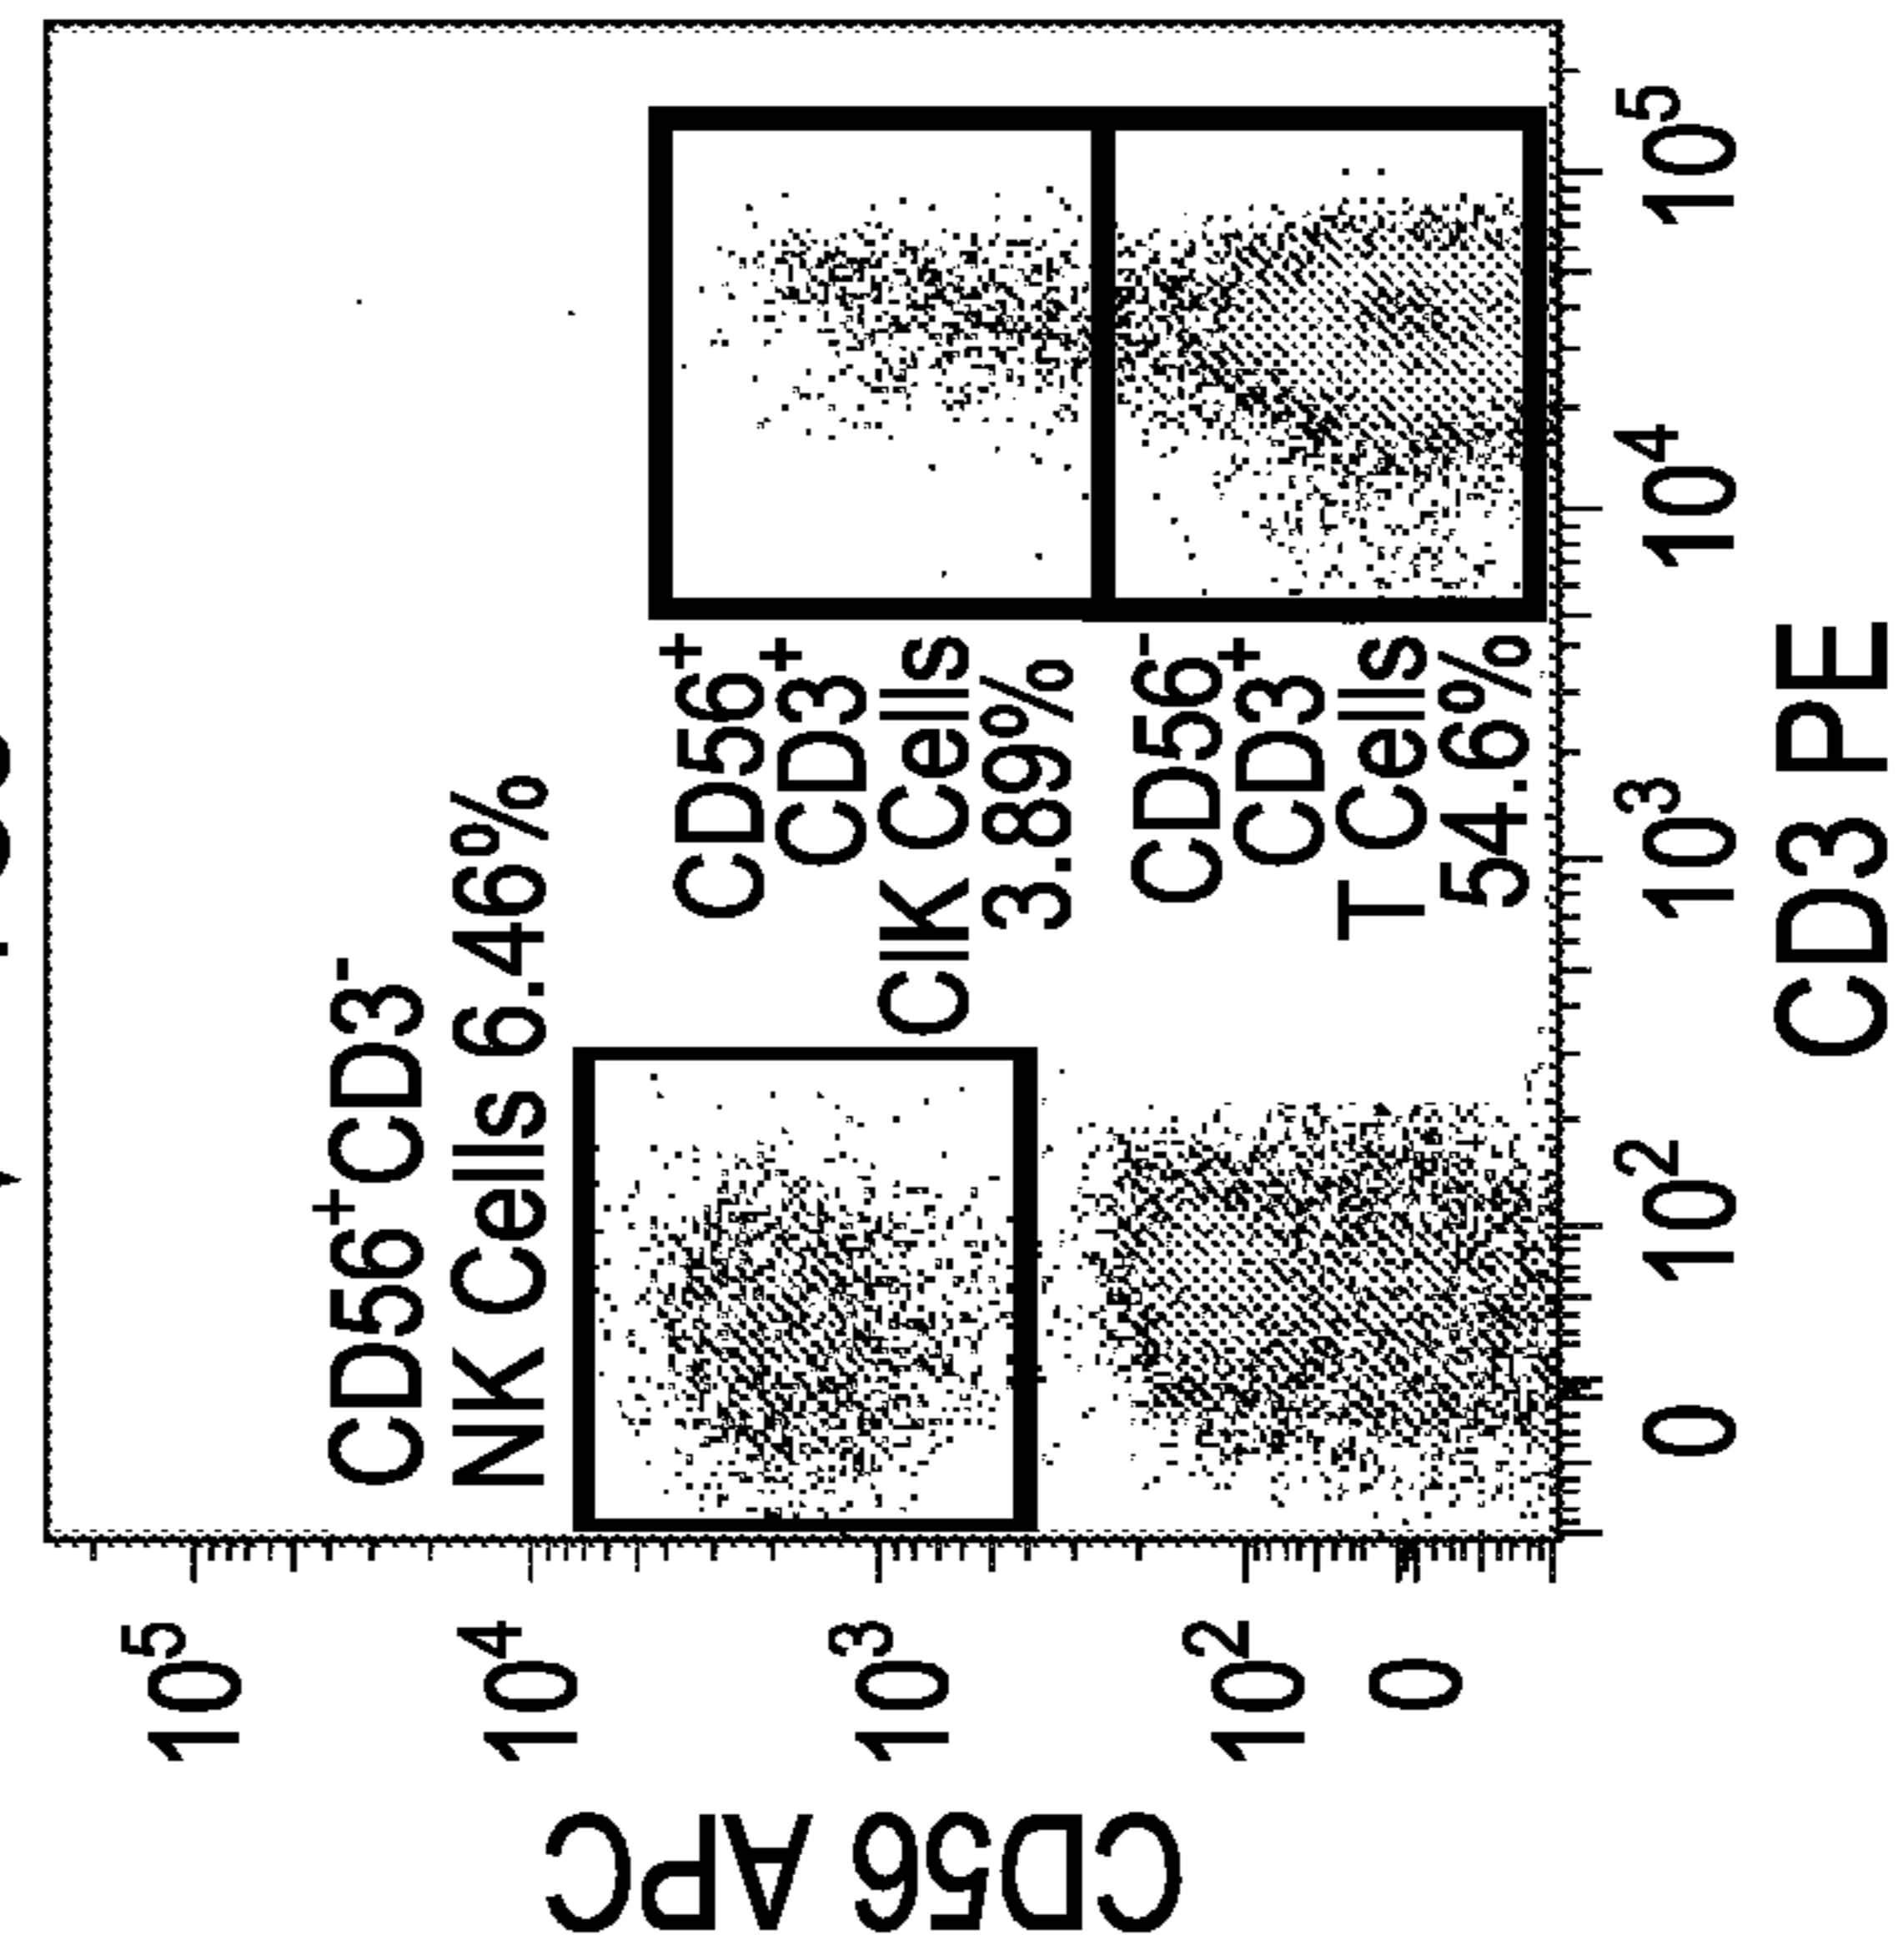 CD56⁺CD3⁻
NK Cells 6.46%
CD56⁺
CD3⁺
CIK Cells
3.89%
CD56⁻
CD3⁺
T Cells
54.6%
CD56 APC
10⁵
10⁴
10³
10²
0
0 10² 10³ 10⁴ 10⁵
CD3 PE